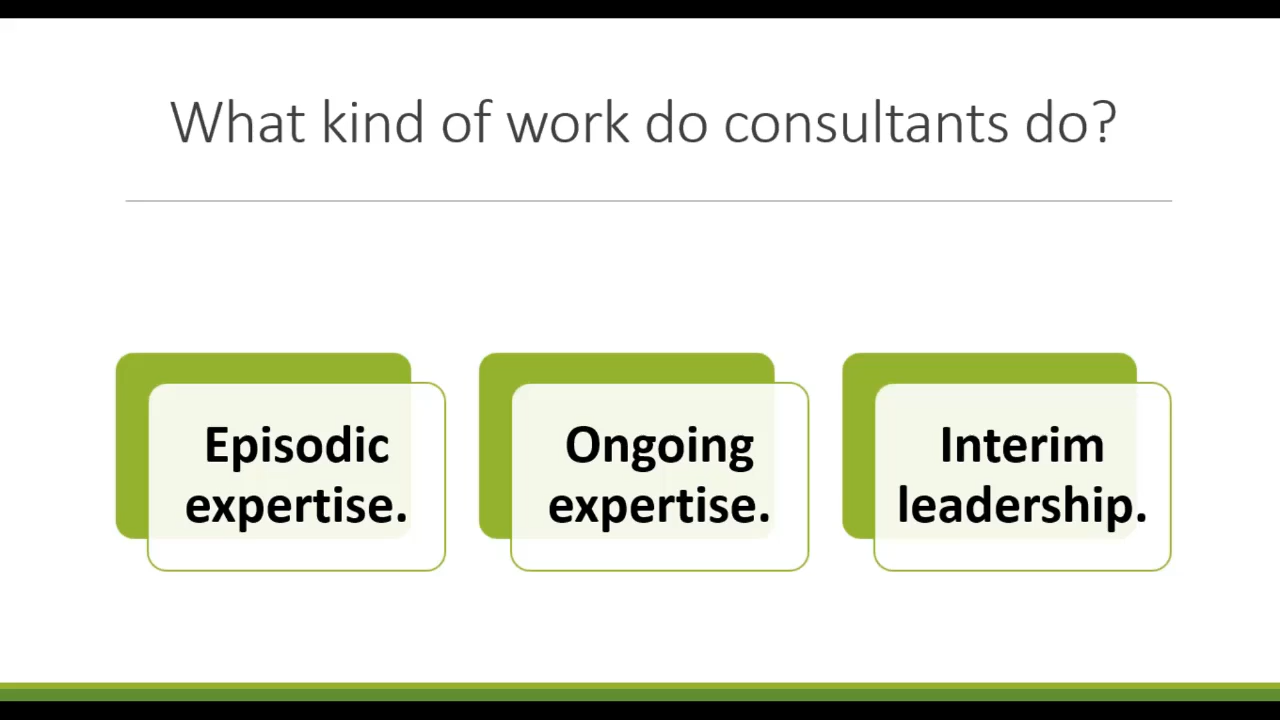 What kind of work do consultants do?
Episodic
expertise.
Ongoing
expertise.
Interim
leadership.